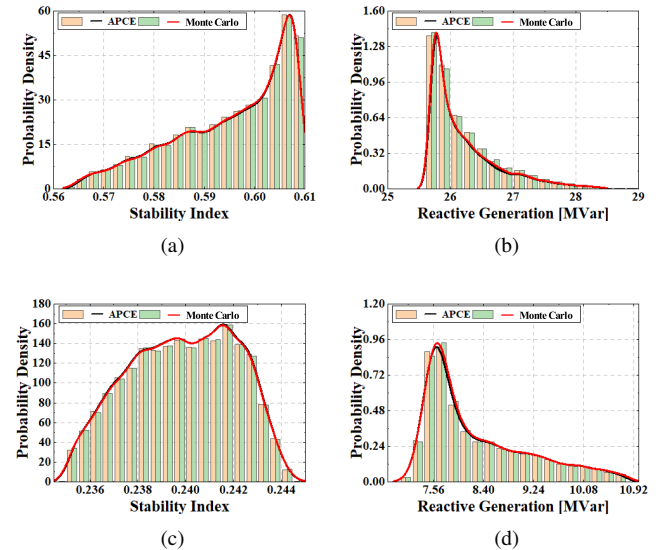 APCE Monte Carlo
Probability Density
60
45
30
15
0
0.56 0.57 0.58 0.59 0.60 0.61
Stability Index
(a)
APCE Monte Carlo
Probability Density
1.60
1.28
0.96
0.64
0.32
0.00
25 26 27 28 29
Reactive Generation [MVar]
(b)
APCE Monte Carlo
Probability Density
180
160
140
120
100
80
60
40
20
0
0.236 0.238 0.240 0.242 0.244
Stability Index
(c)
APCE Monte Carlo
Probability Density
1.20
0.96
0.72
0.48
0.24
0.00
7.56 8.40 9.24 10.08 10.92
Reactive Generation [MVar]
(d)